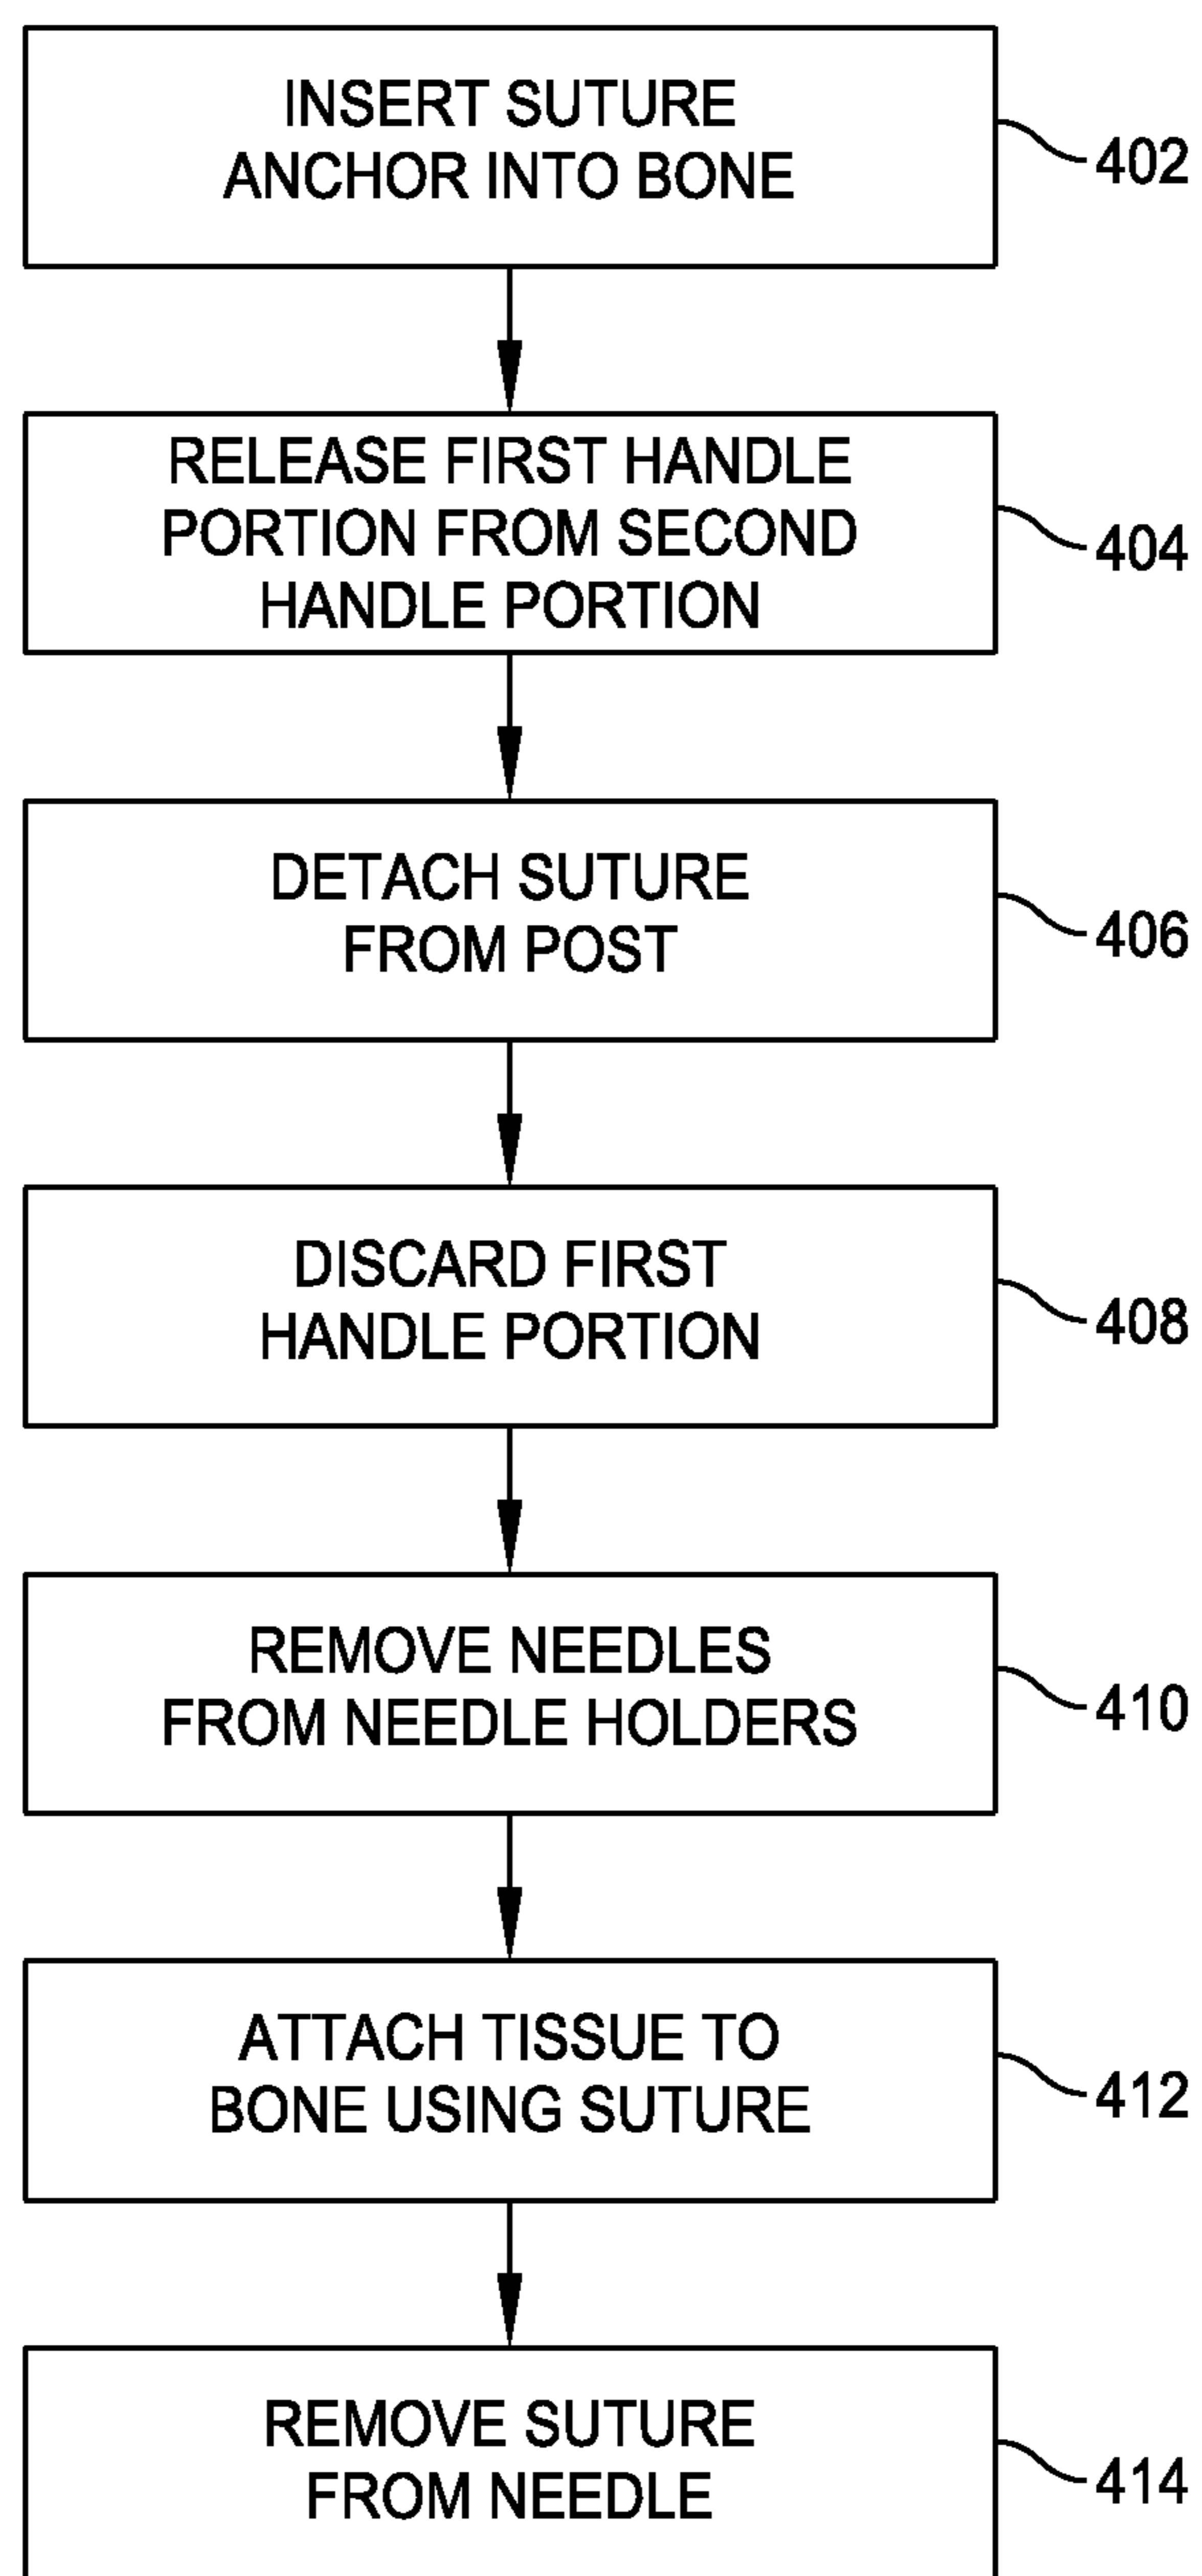 INSERT SUTURE
ANCHOR INTO BONE
402
RELEASE FIRST HANDLE
PORTION FROM SECOND
HANDLE PORTION
404
DETACH SUTURE
FROM POST
406
DISCARD FIRST
HANDLE PORTION
408
REMOVE NEEDLES
FROM NEEDLE HOLDERS
410
ATTACH TISSUE TO
BONE USING SUTURE
412
REMOVE SUTURE
FROM NEEDLE
414